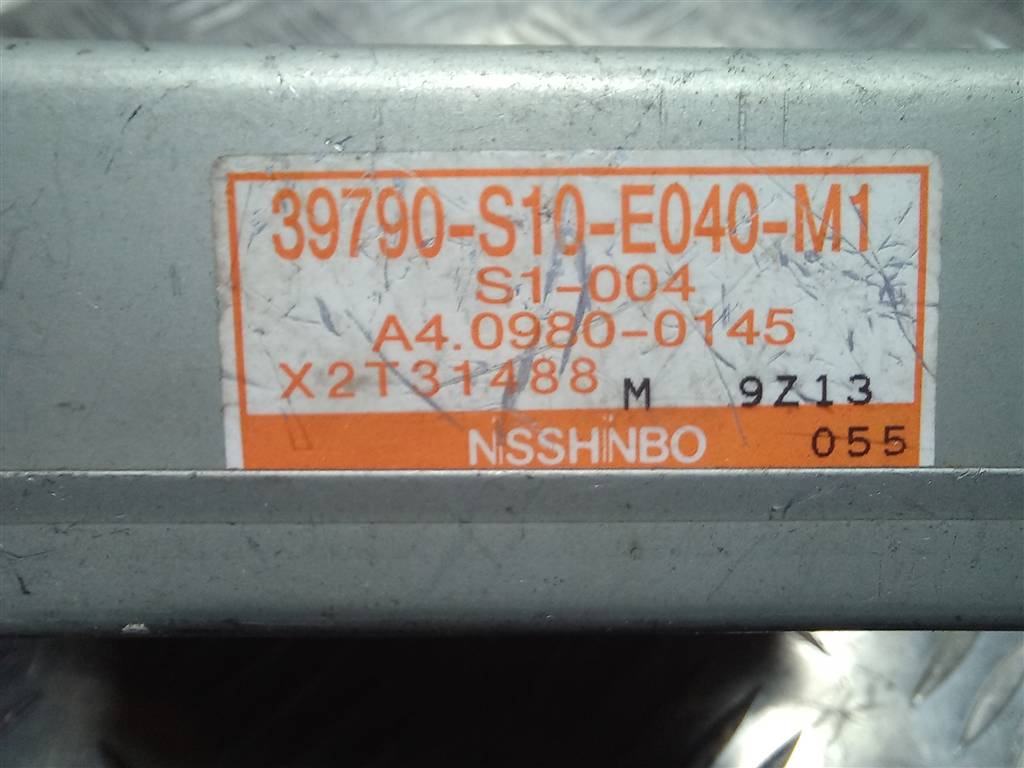 39790-S10-E040-M1
S1-004
A4.0980-0145
X2T31488 M 9Z13
NiSSHiNBO 055